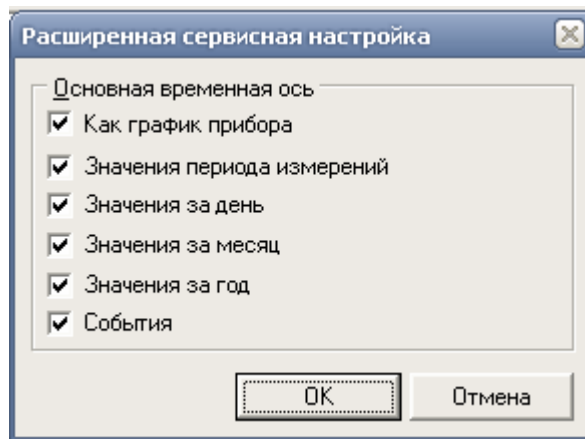 Расширенная сервисная настройка
Основная временная ось
Как график прибора
Значения периода измерений
Значения за день
Значения за месяц
Значения за год
События
OK
Отмена